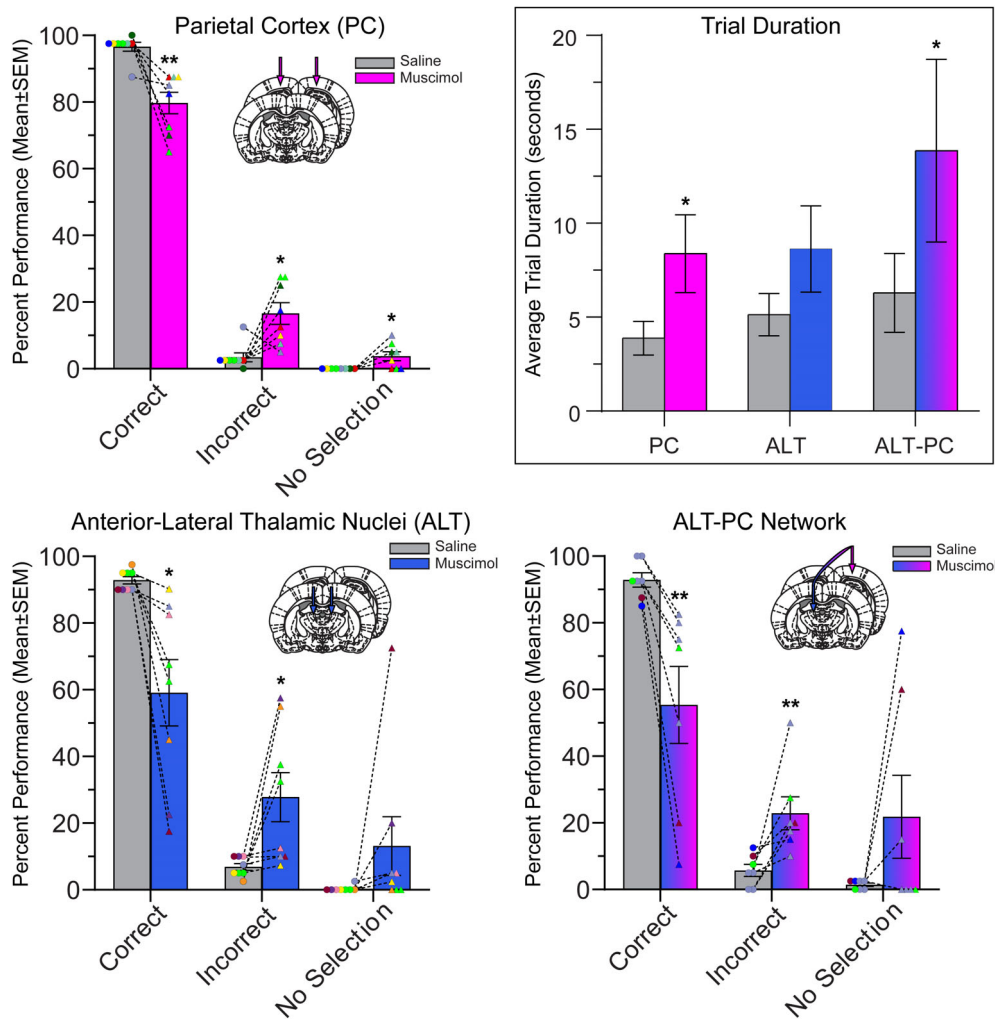 Parietal Cortex (PC)
Percent Performance (Mean±SEM)
100
80
60
40
20
0
**
*
*
Saline
Muscimol
Correct
Incorrect
No Selection
Trial Duration
Average Trial Duration (seconds)
20
15
10
5
0
*
*
PC
ALT
ALT-PC
Anterior-Lateral Thalamic Nuclei (ALT)
Percent Performance (Mean±SEM)
100
80
60
40
20
0
*
*
Saline
Muscimol
Correct
Incorrect
No Selection
ALT-PC Network
Percent Performance (Mean±SEM)
100
80
60
40
20
0
**
**
Saline
Muscimol
Correct
Incorrect
No Selection